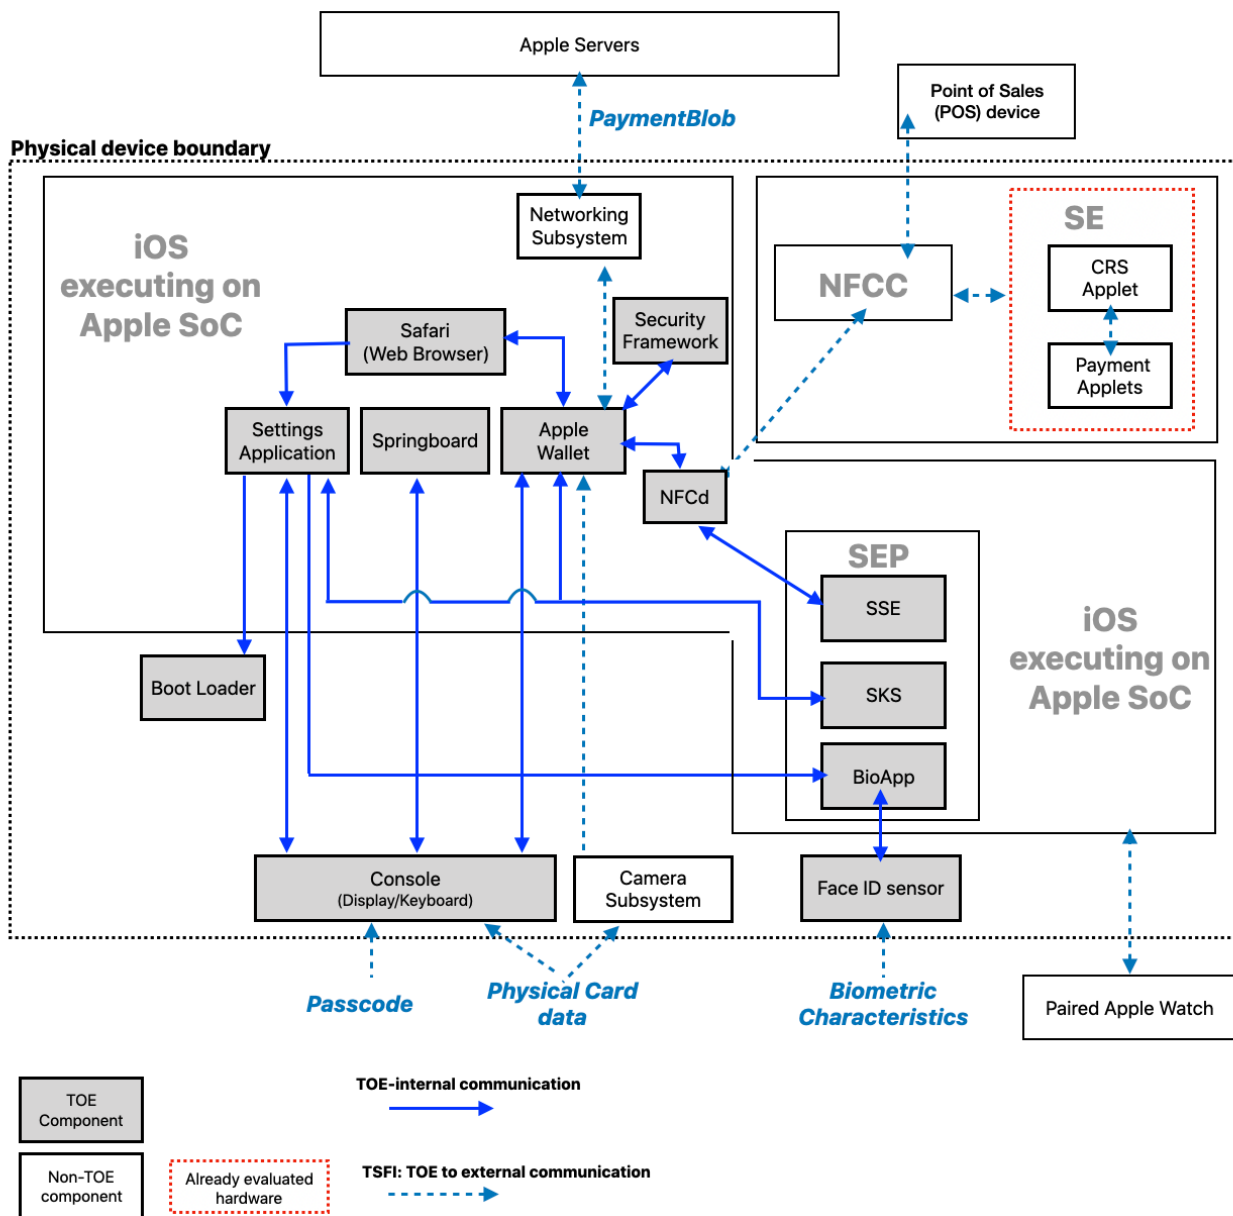 Apple Servers
PaymentBlob
Point of Sales
(POS) device
Physical device boundary
iOS
executing on
Apple SoC
Networking
Subsystem
Security
Framework
Safari
(Web Browser)
Settings
Application
Springboard
Apple
Wallet
NFCd
NFCC
SE
CRS
Applet
Payment
Applets
SEP
SSE
SKS
BioApp
iOS
executing on
Apple SoC
Boot Loader
Console
(Display/Keyboard)
Camera
Subsystem
Face ID sensor
Passcode
Physical Card
data
Biometric
Characteristics
Paired Apple Watch
TOE
Component
TOE-internal communication
Non-TOE
component
Already evaluated
hardware
TSFI: TOE to external communication